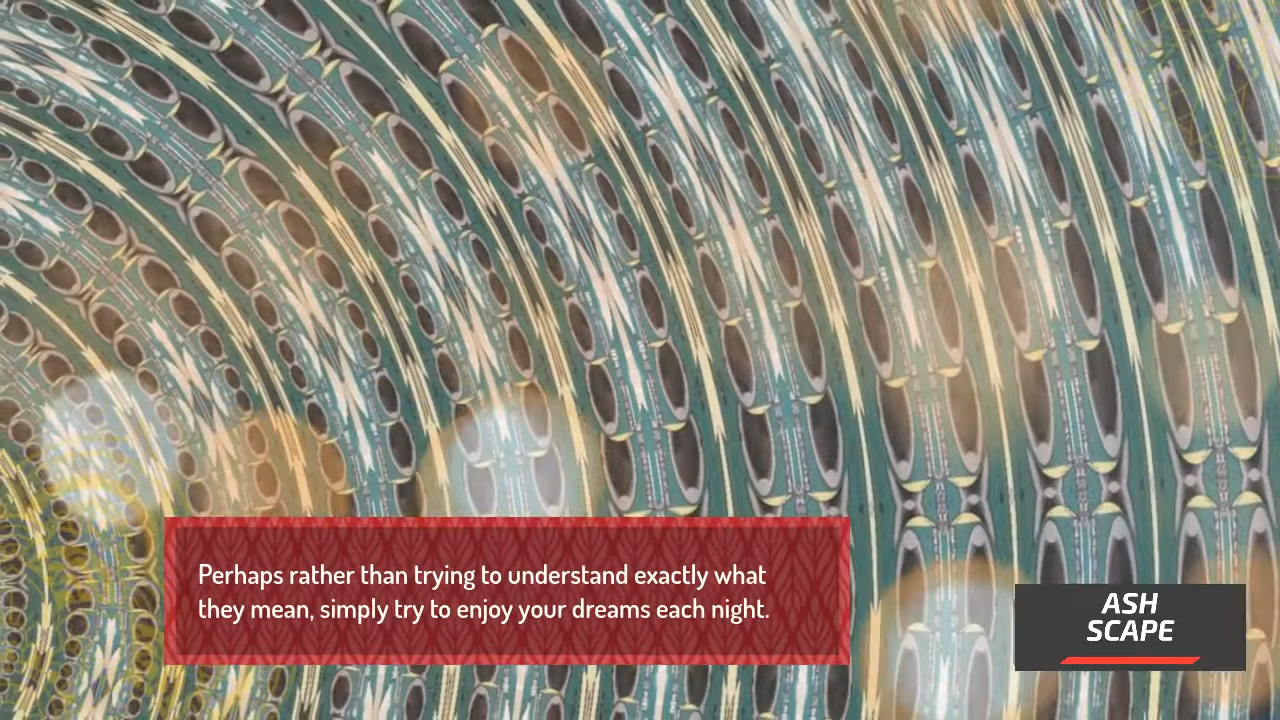 Perhaps rather than trying to understand exactly what
they mean, simply try to enjoy your dreams each night.
ASH
SCAPE